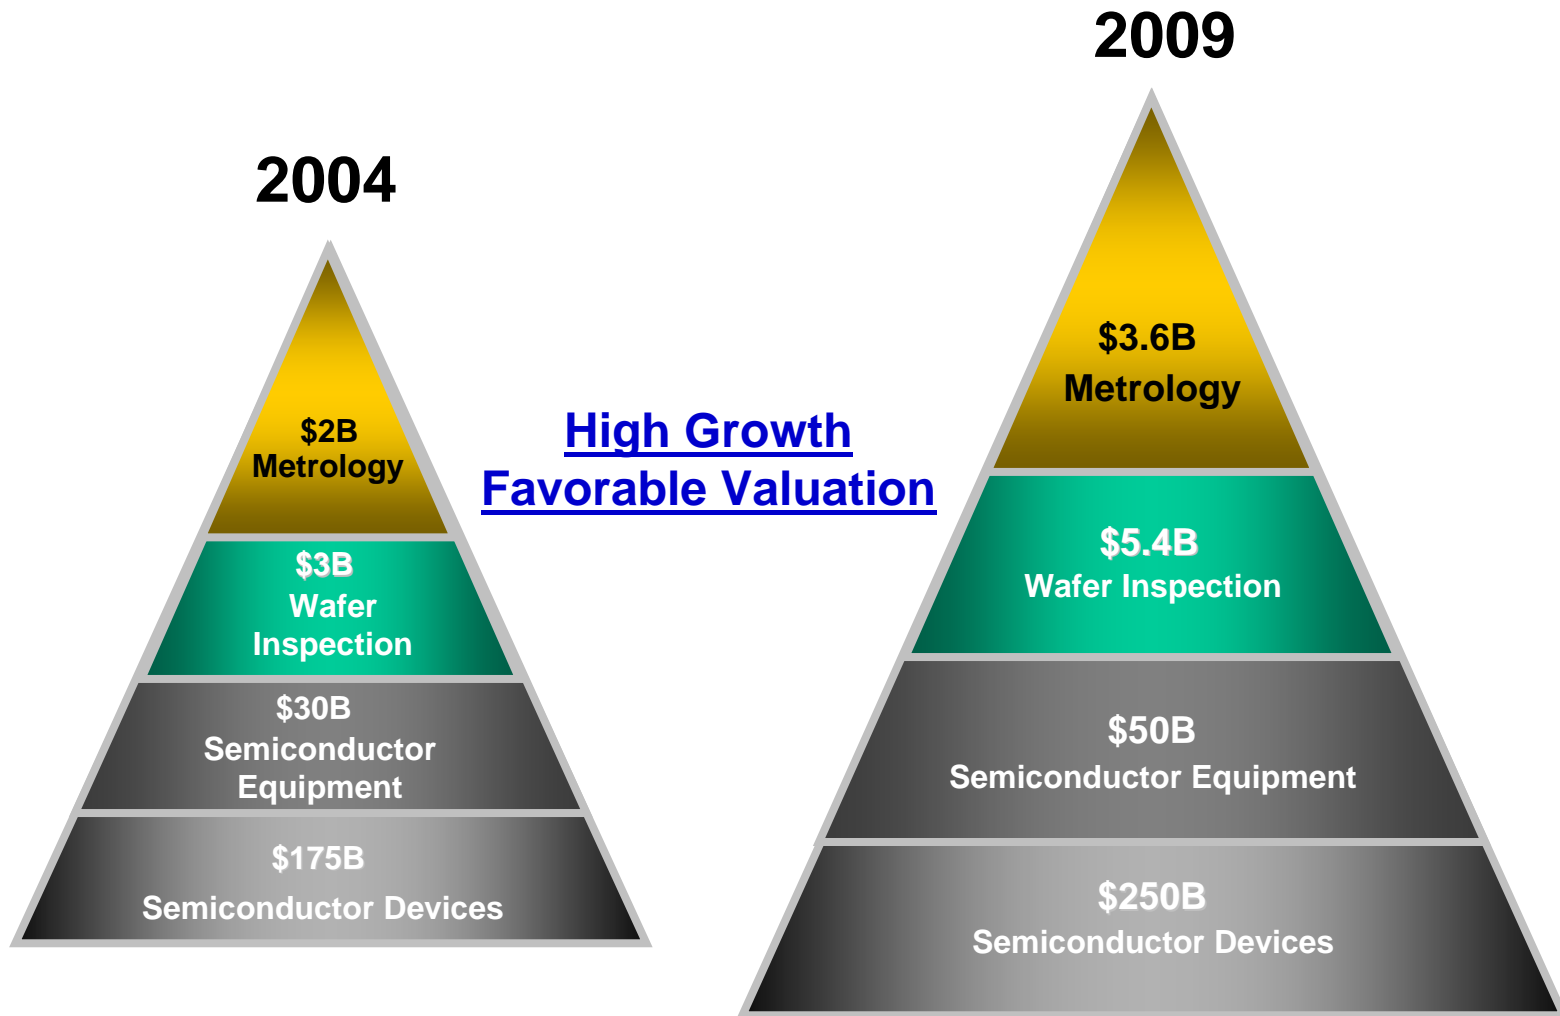 2004
$2B
Metrology
$3B
Wafer
Inspection
$30B
Semiconductor
Equipment
$175B
Semiconductor Devices
High Growth
Favorable Valuation
2009
$3.6B
Metrology
$5.4B
Wafer Inspection
$50B
Semiconductor Equipment
$250B
Semiconductor Devices